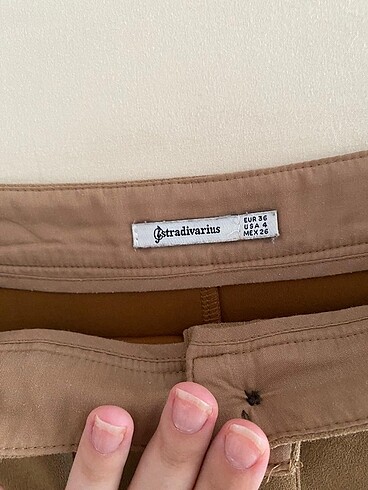 stradivarius
EUR 36
USA 4
MEX 26